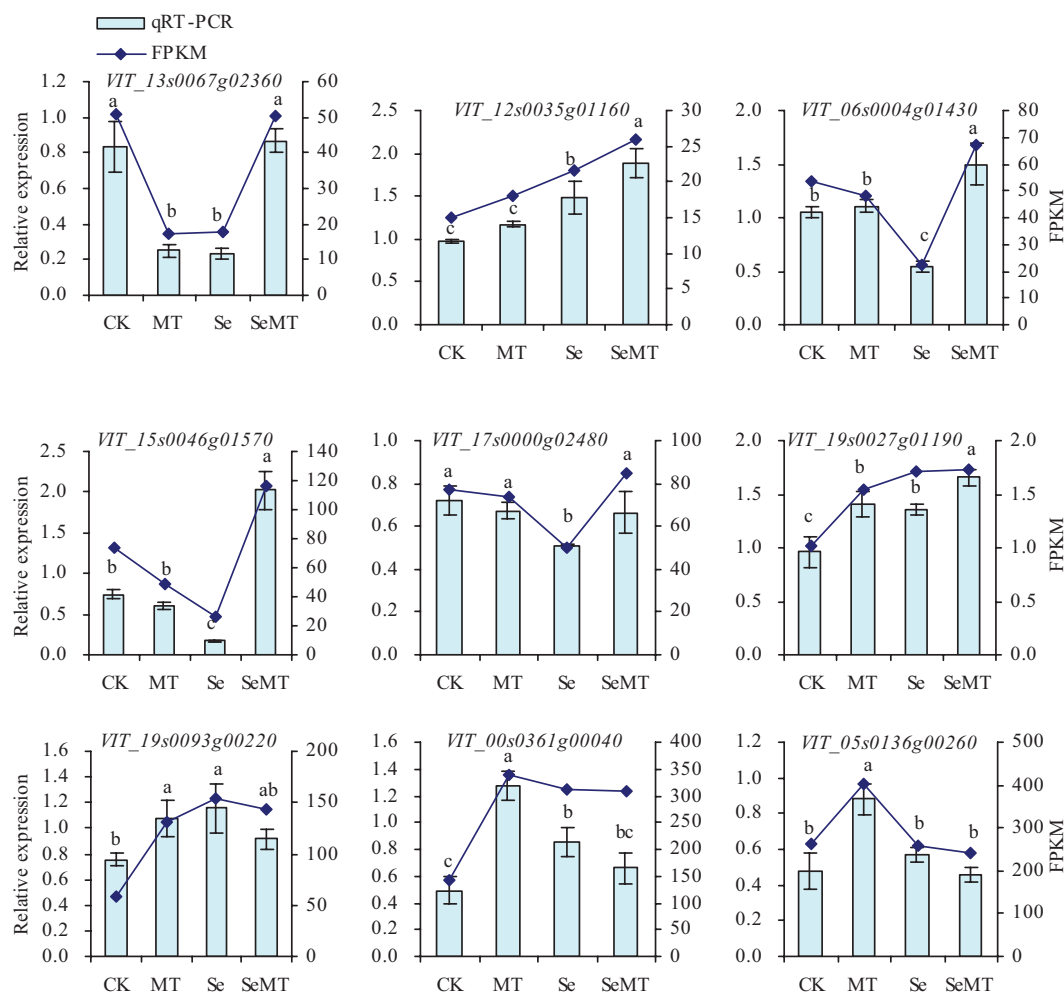 qRT-PCR
FPKM
VIT_13s0067g02360
1.2
1.0
0.8
0.6
0.4
0.2
0.0
60
50
40
30
20
10
0
Relative expression
a
b
b
a
CK MT Se SeMT
VIT_12s0035g01160
2.5
2.0
1.5
1.0
0.5
0.0
30
25
20
15
10
5
0
c
c
b
a
CK MT Se SeMT
VIT_06s0004g01430
2.0
1.5
1.0
0.5
0.0
80
70
60
50
40
30
20
10
0
FPKM
b
b
c
a
CK MT Se SeMT
VIT_15s0046g01570
2.5
2.0
1.5
1.0
0.5
0.0
140
120
100
80
60
40
20
0
Relative expression
b
b
c
a
CK MT Se SeMT
VIT_17s0000g02480
1.0
0.8
0.6
0.4
0.2
0.0
100
80
60
40
20
0
a
a
b
a
CK MT Se SeMT
VIT_19s0027g01190
2.0
1.5
1.0
0.5
0.0
2.0
1.5
1.0
0.5
0.0
FPKM
c
b
b
a
CK MT Se SeMT
VIT_19s0093g00220
1.6
1.4
1.2
1.0
0.8
0.6
0.4
0.2
0.0
200
150
100
50
0
Relative expression
b
a
a
ab
CK MT Se SeMT
VIT_00s0361g00040
1.6
1.4
1.2
1.0
0.8
0.6
0.4
0.2
0.0
400
350
300
250
200
150
100
50
0
c
a
b
bc
CK MT Se SeMT
VIT_05s0136g00260
1.2
1.0
0.8
0.6
0.4
0.2
0.0
500
400
300
200
100
0
FPKM
b
a
b
b
CK MT Se SeMT